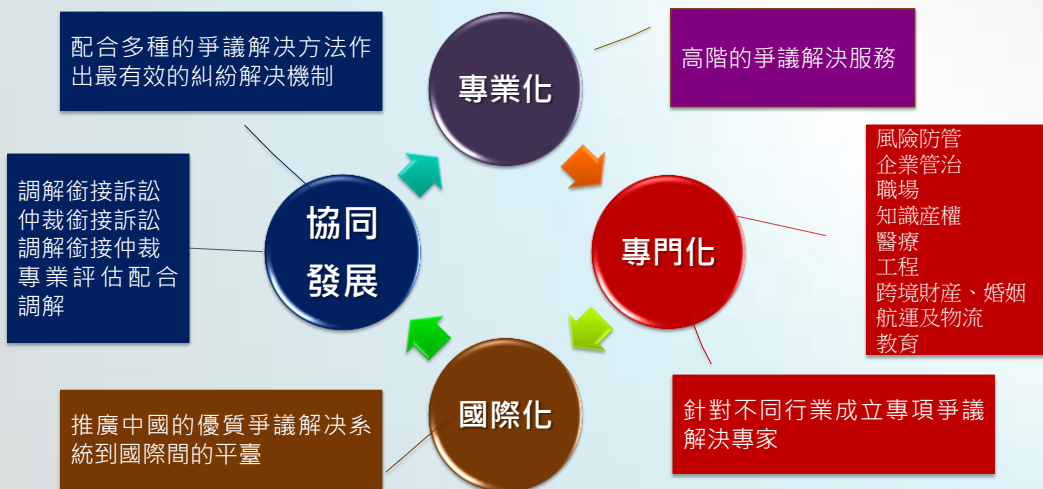 配合多種的爭議解決方法作
出最有效的糾紛解決機制
專業化
高階的爭議解決服務
調解銜接訴訟
仲裁銜接訴訟
調解銜接仲裁
專業評估配合
調解
協同
發展
專門化
風險防管
企業管治
職場
知識產權
醫療
工程
跨境財產、婚姻
航運及物流
教育
推廣中國的優質爭議解決系
統到國際間的平臺
國際化
針對不同行業成立專項爭議
解決專家